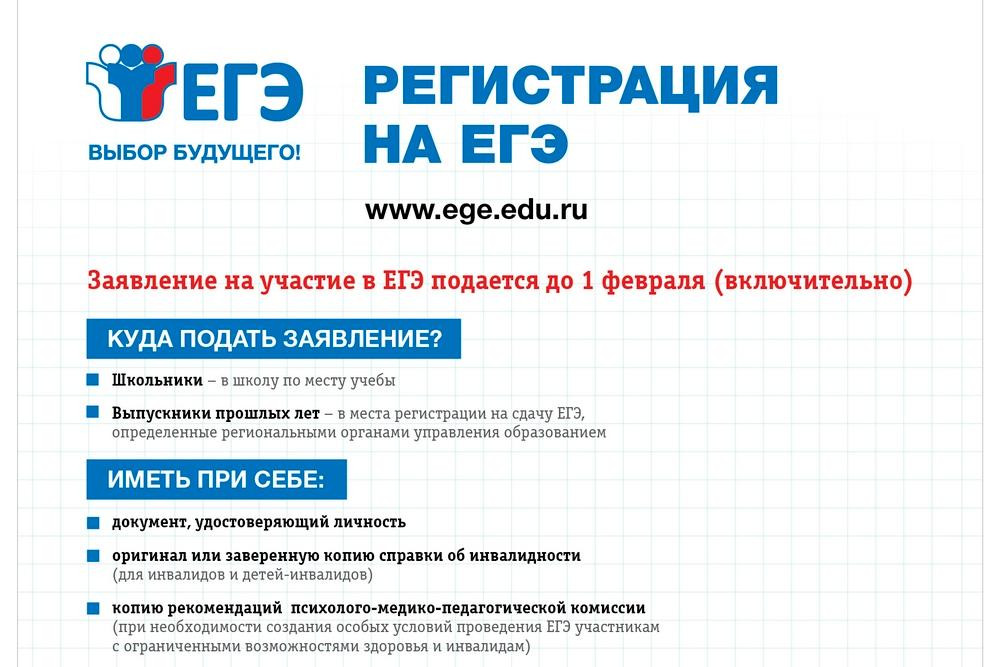 ЕГЭ
ВЫБОР БУДУЩЕГО!
РЕГИСТРАЦИЯ
НА ЕГЭ
www.ege.edu.ru
Заявление на участие в ЕГЭ подается до 1 февраля (включительно)
КУДА ПОДАТЬ ЗАЯВЛЕНИЕ?
Школьники – в школу по месту учебы
Выпускники прошлых лет – в места регистрации на сдачу ЕГЭ,
определенные региональными органами управления образованием
ИМЕТЬ ПРИ СЕБЕ:
документ, удостоверяющий личность
оригинал или заверенную копию справки об инвалидности
(для инвалидов и детей-инвалидов)
копию рекомендаций психолого-медико-педагогической комиссии
(при необходимости создания особых условий проведения ЕГЭ участникам
с ограниченными возможностями здоровья и инвалидам)